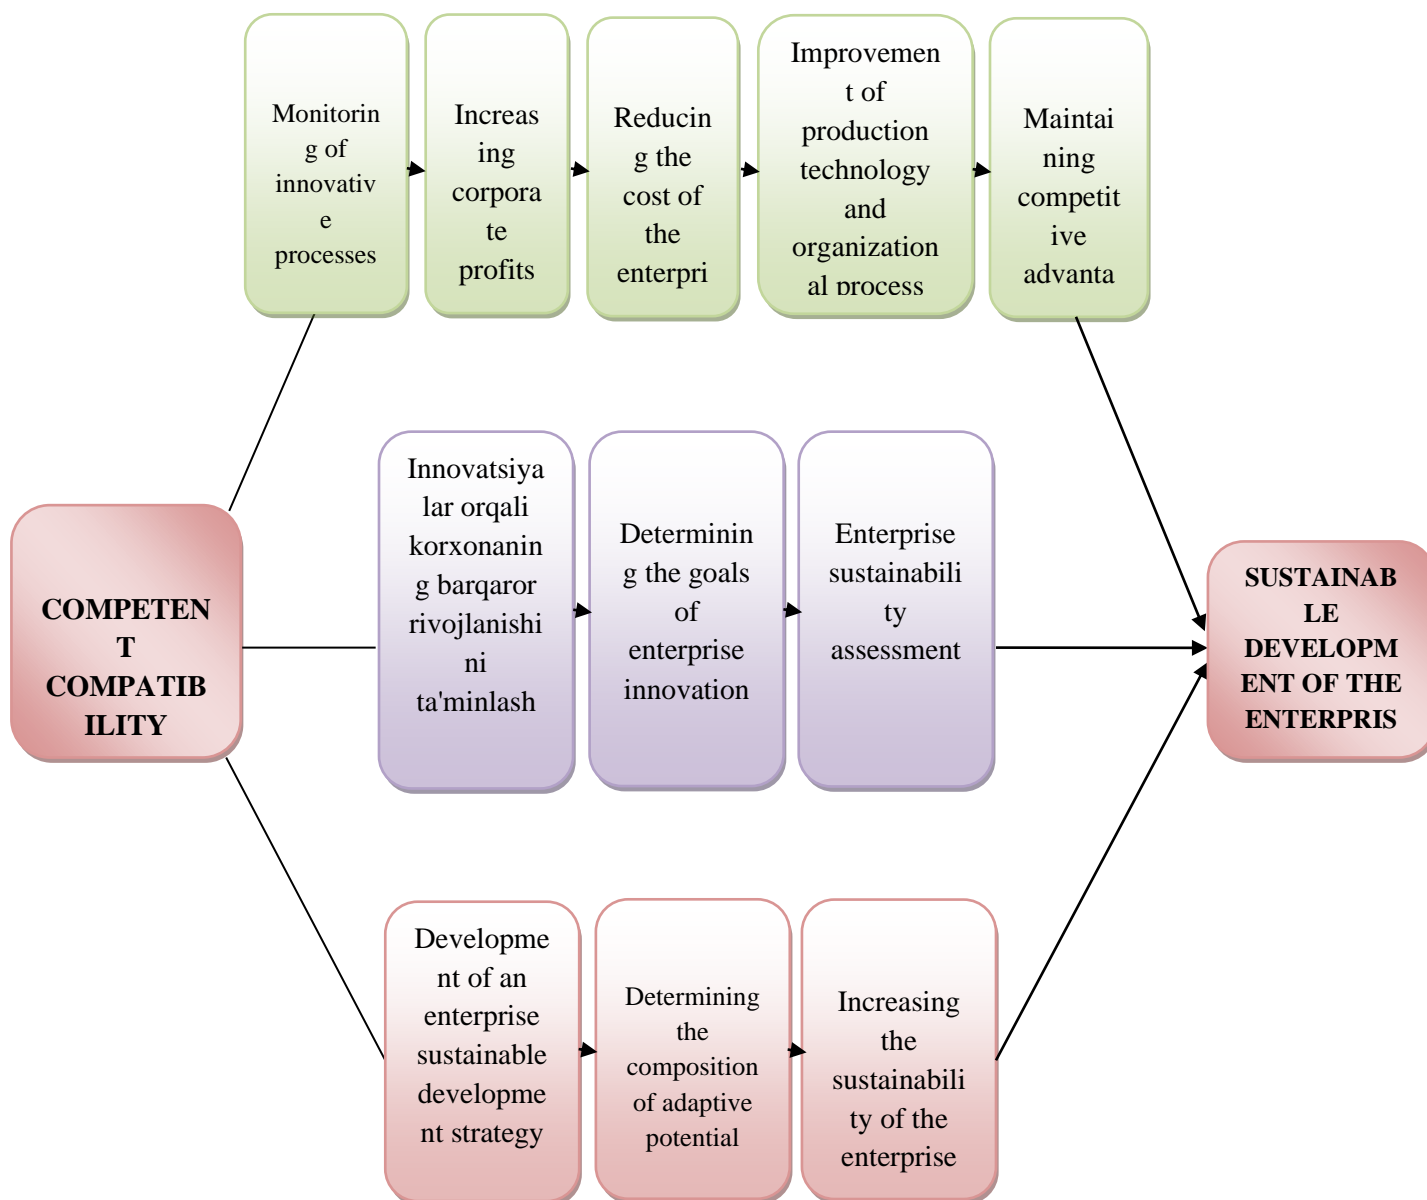 Monitorin
g of
innovativ
e
processes
Increas
ing
corpora
te
profits
Reducin
g the
cost of
the
enterpri
Improvemen
t of
production
technology
and
organization
al process
Maintai
ning
competit
ive
advanta
COMPETEN
T
COMPATIB
ILITY
Innovatsiya
lar orqali
korxonanin
g barqaror
rivojlanishi
ni
ta'minlash
Determinin
g the goals
of
enterprise
innovation
Enterprise
sustainabili
ty
assessment
SUSTAINAB
LE
DEVELOPM
ENT OF THE
ENTERPRIS
Developme
nt of an
enterprise
sustainable
developme
nt strategy
Determining
the
composition
of adaptive
potential
Increasing
the
sustainabili
ty of the
enterprise